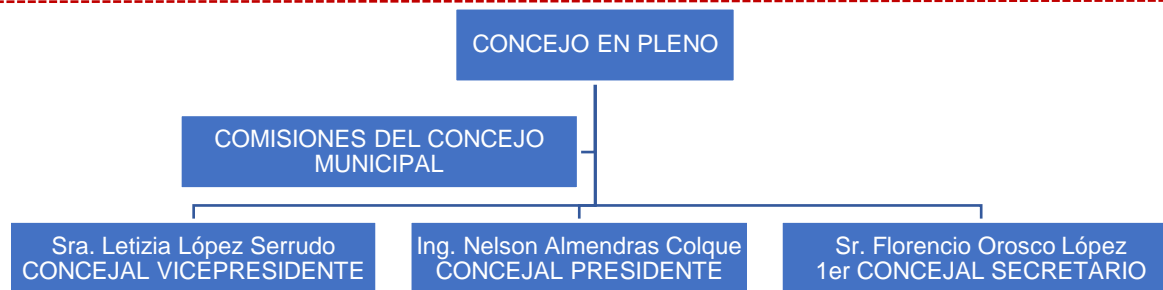 CONCEJO EN PLENO
COMISIONES DEL CONCEJO
MUNICIPAL
Sra. Letizia López Serrudo
CONCEJAL VICEPRESIDENTE
Ing. Nelson Almendras Colque
CONCEJAL PRESIDENTE
Sr. Florencio Orosco López
1er CONCEJAL SECRETARIO